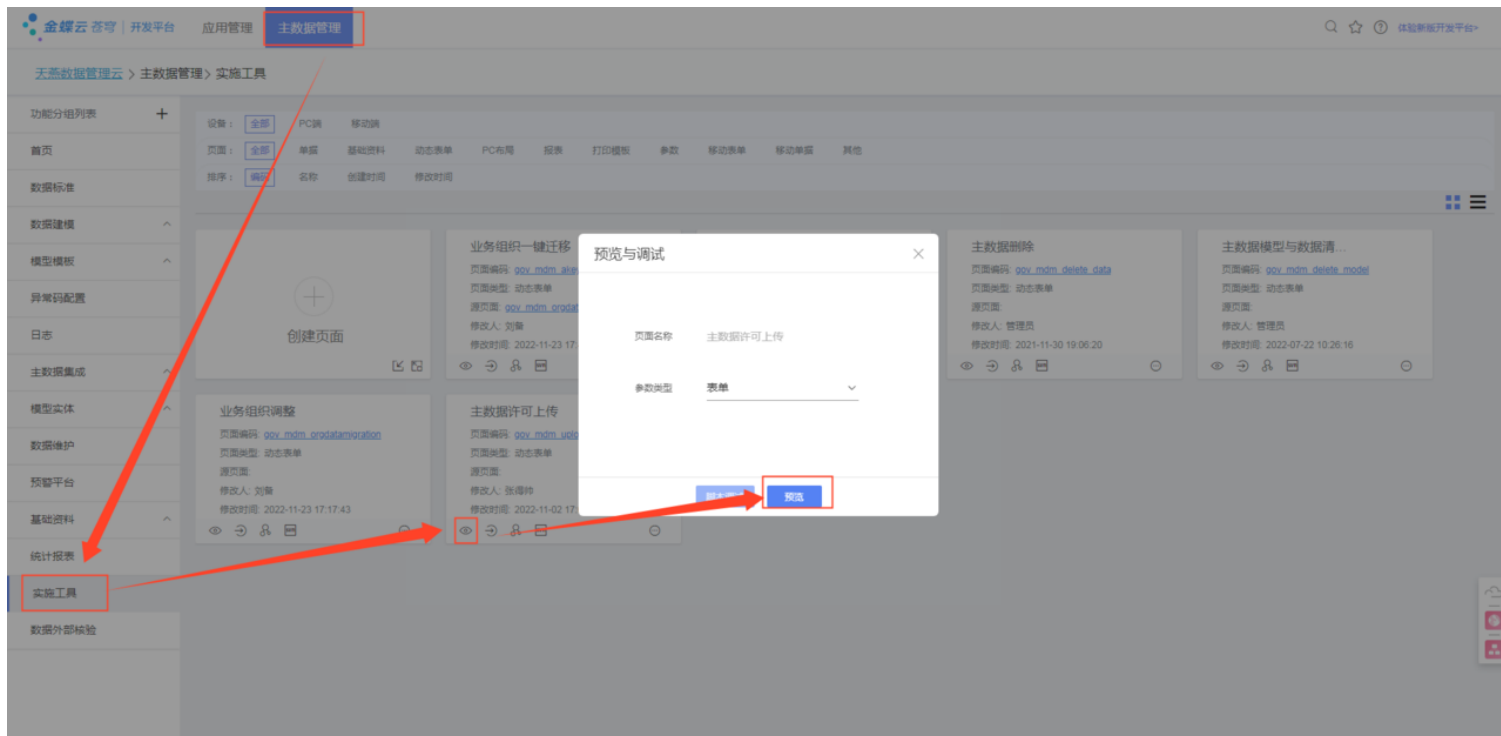 金蝶云 苍穹 | 开发平台 应用管理 主数据管理 体验新版开发平台>
天燕数据管理云 > 主数据管理 > 实施工具
功能分组列表
首页
数据标准
数据建模
模型模板
异常码配置
日志
主数据集成
模型实体
数据维护
预警平台
基础资料
统计报表
实施工具
数据外部核验
设备： 全部 PC端 移动端
页面： 全部 单据 基础资料 动态表单 PC布局 报表 打印模板 参数 移动表单 移动单据 其他
排序： 编码 名称 创建时间 修改时间
创建页面
业务组织一键迁移
页面编码: gov_mdm_akey
页面类型: 动态表单
源页面: gov_mdm_orgdat
修改人: 刘备
修改时间: 2022-11-23 17
主数据删除
页面编码: gov_mdm_delete_data
页面类型: 动态表单
源页面:
修改人: 管理员
修改时间: 2021-11-30 19:06:20
主数据模型与数据清...
页面编码: gov_mdm_delete_model
页面类型: 动态表单
源页面:
修改人: 管理员
修改时间: 2022-07-22 10:26:16
业务组织调整
页面编码: gov_mdm_orgdatamigration
页面类型: 动态表单
源页面:
修改人: 刘备
修改时间: 2022-11-23 17:17:43
主数据许可上传
页面编码: gov_mdm_uplo
页面类型: 动态表单
源页面:
修改人: 张得帅
修改时间: 2022-11-02 17
预览与调试
页面名称 主数据许可上传
参数类型 表单
预览